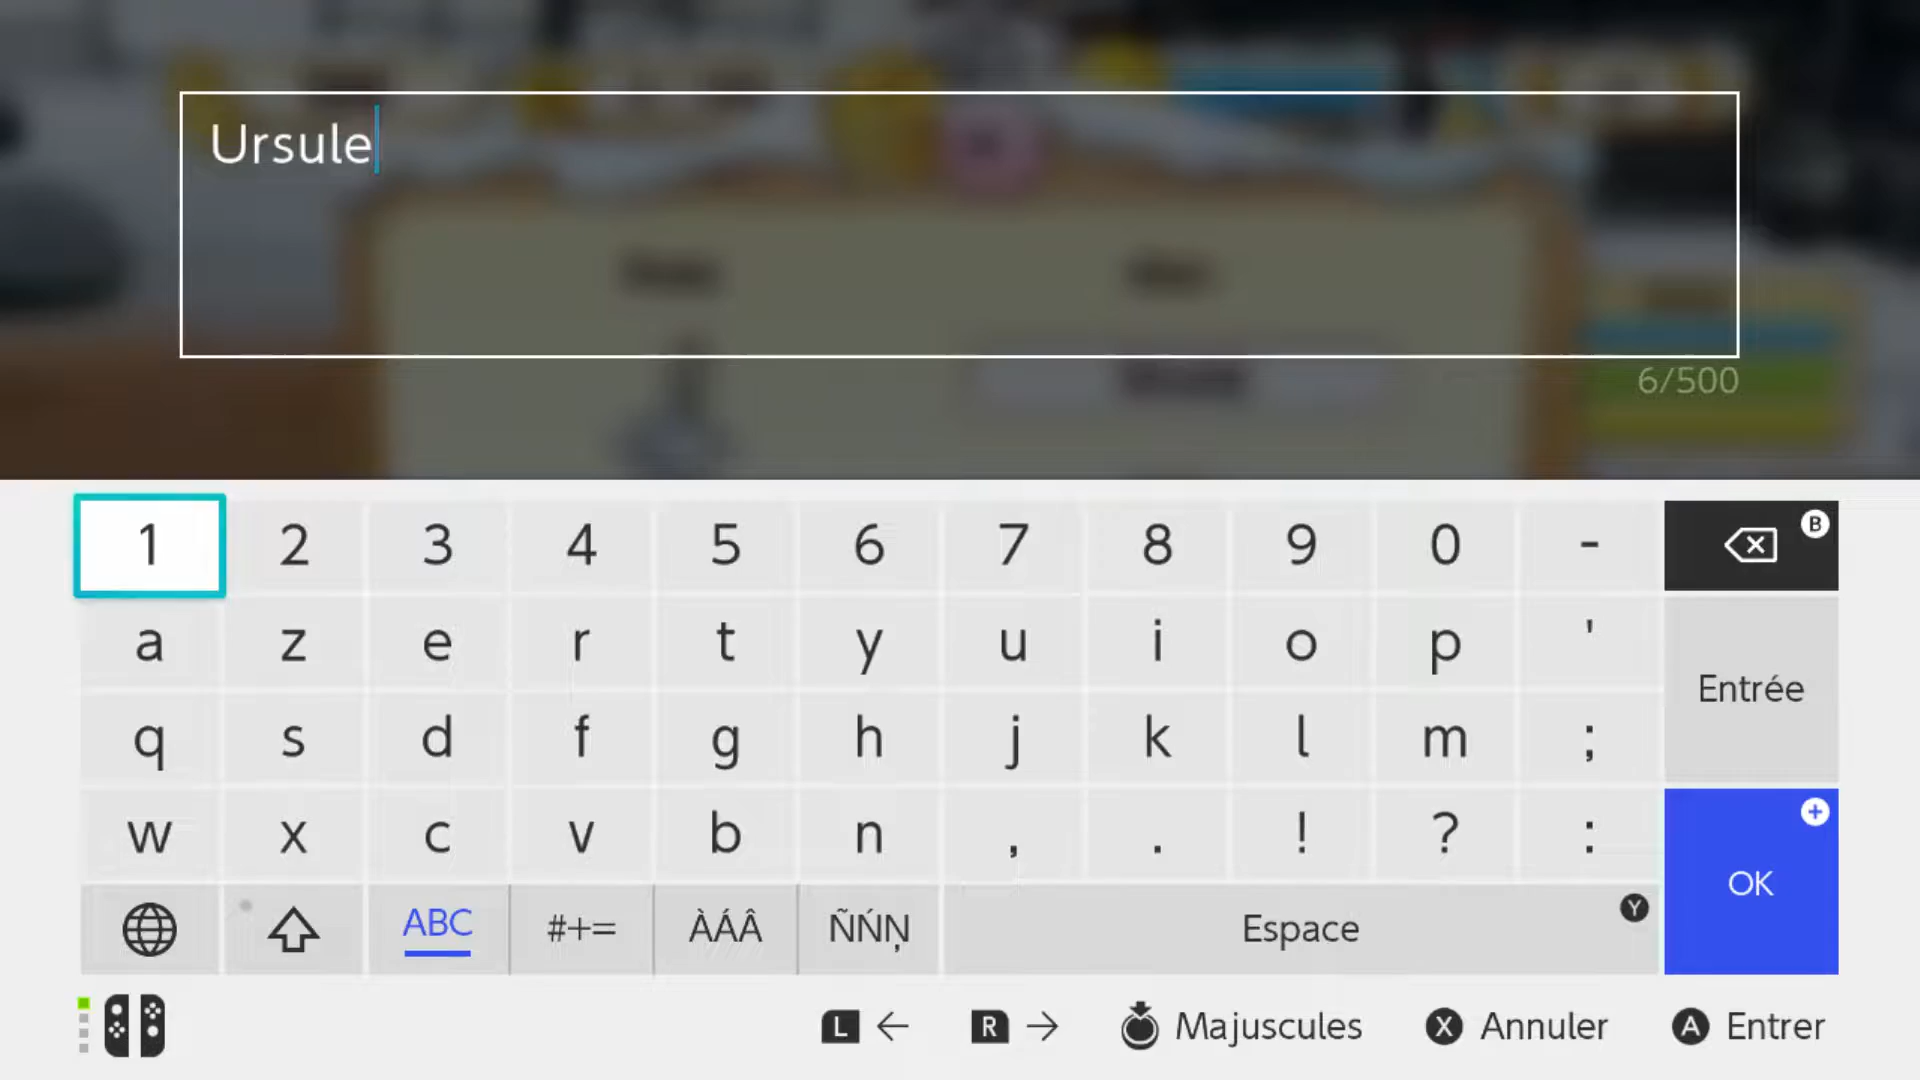 Ursule
6/500
1 2 3 4 5 6 7 8 9 0 - B
a z e r t y u i o p '
Entrée
q s d f g h j k l m ;
w x c v b n , . ! ? : +
OK
ABC #+= ÀÁÂ ÑŃŅ Espace Y
L ← R → Majuscules X Annuler A Entrer